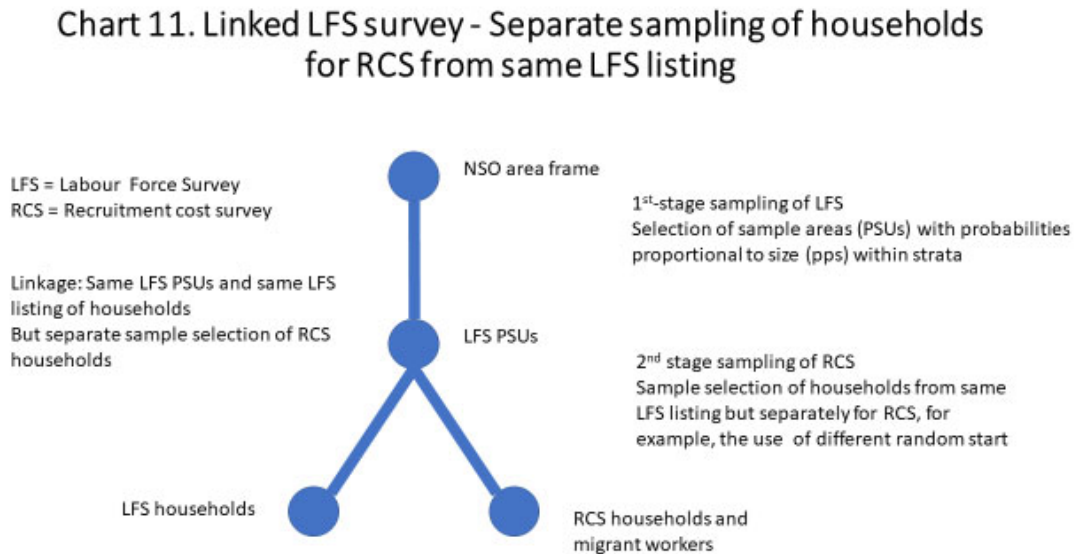 Chart 11. Linked LFS survey - Separate sampling of households
for RCS from same LFS listing
NSO area frame
LFS = Labour Force Survey
RCS = Recruitment cost survey
1st-stage sampling of LFS
Selection of sample areas (PSUs) with probabilities
proportional to size (pps) within strata
Linkage: Same LFS PSUs and same LFS
listing of households
But separate sample selection of RCS
households
LFS PSUs
2nd stage sampling of RCS
Sample selection of households from same
LFS listing but separately for RCS, for
example, the use of different random start
LFS households
RCS households and
migrant workers